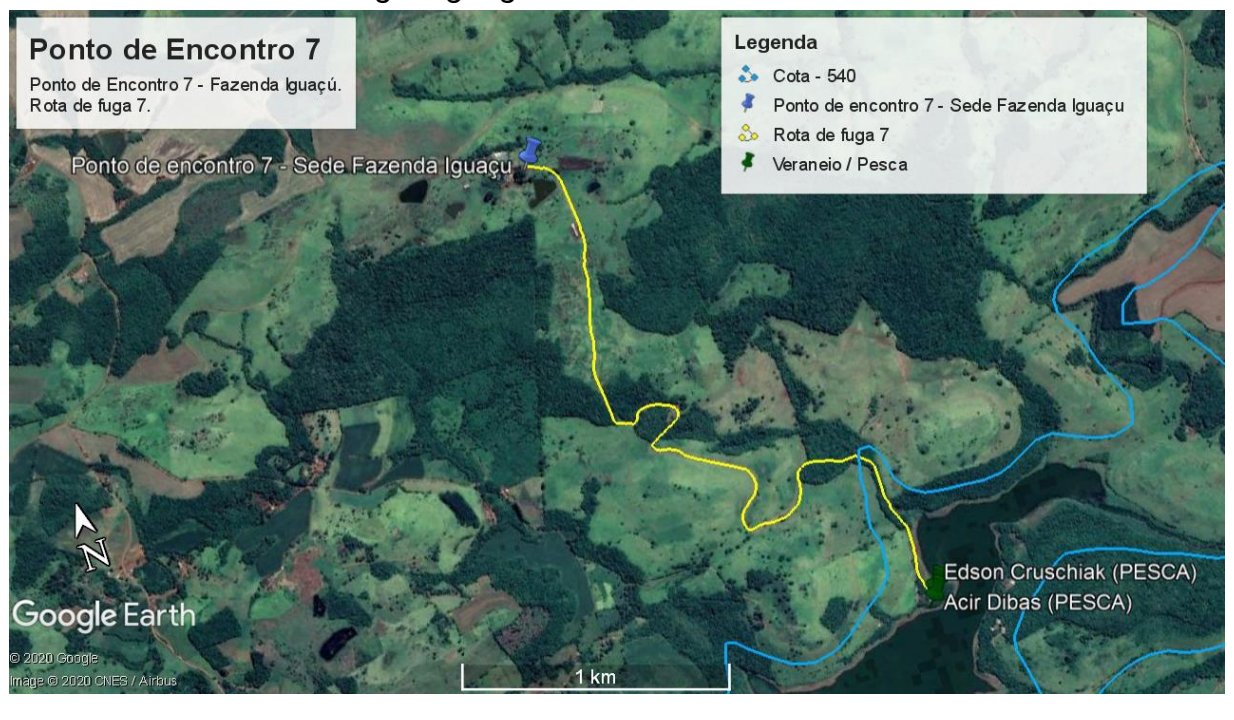 Ponto de Encontro 7
Ponto de Encontro 7 - Fazenda Iguaçú.
Rota de fuga 7.
Legenda
Cota - 540
Ponto de encontro 7 - Sede Fazenda Iguaçu
Rota de fuga 7
Veraneio / Pesca
Ponto de encontro 7 - Sede Fazenda Iguaçu
Edson Cruschiak (PESCA)
Acir Dibas (PESCA)
N
Google Earth
© 2020 Google
Image © 2020 CNES / Airbus
1 km